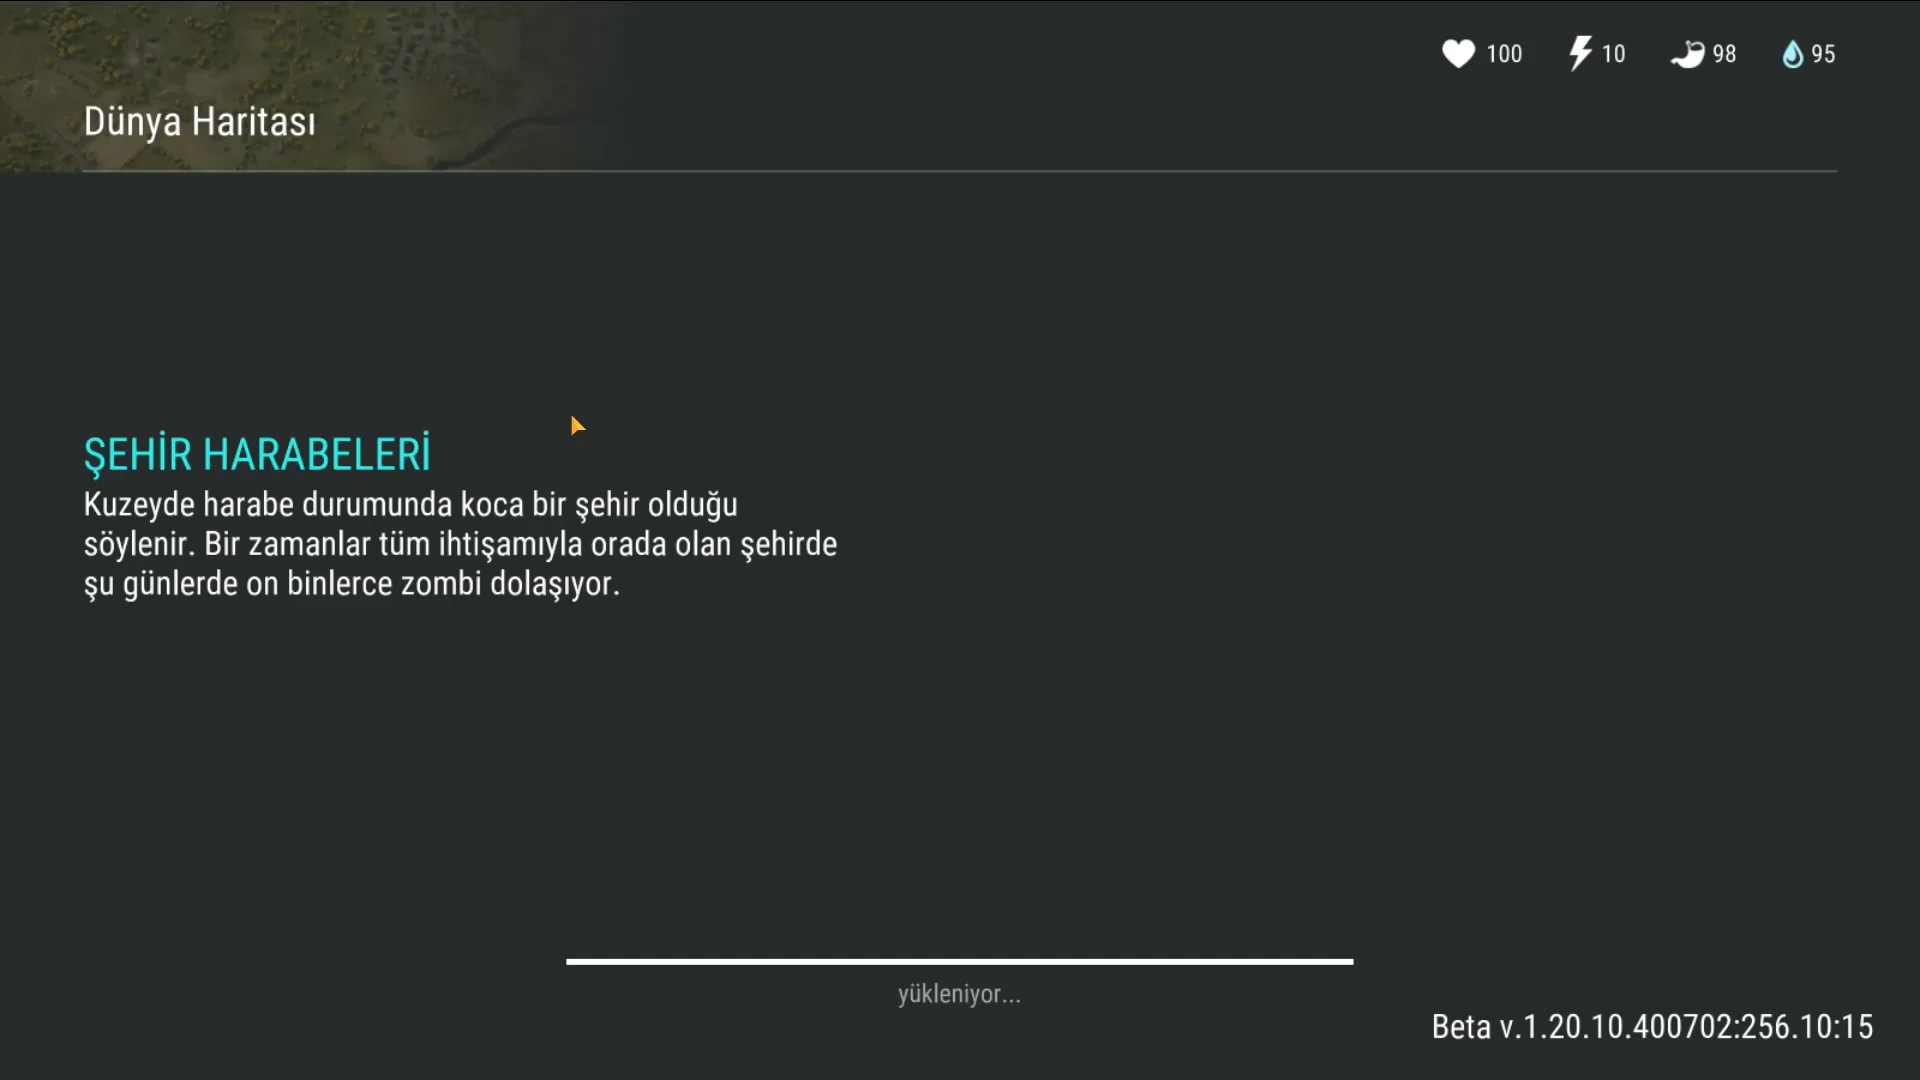 100 10 98 95
Dünya Haritası
ŞEHİR HARABELERİ
Kuzeyde harabe durumunda koca bir şehir olduğu
söylenir. Bir zamanlar tüm ihtişamıyla orada olan şehirde
şu günlerde on binlerce zombi dolaşıyor.
yükleniyor...
Beta v.1.20.10.400702:256.10:15